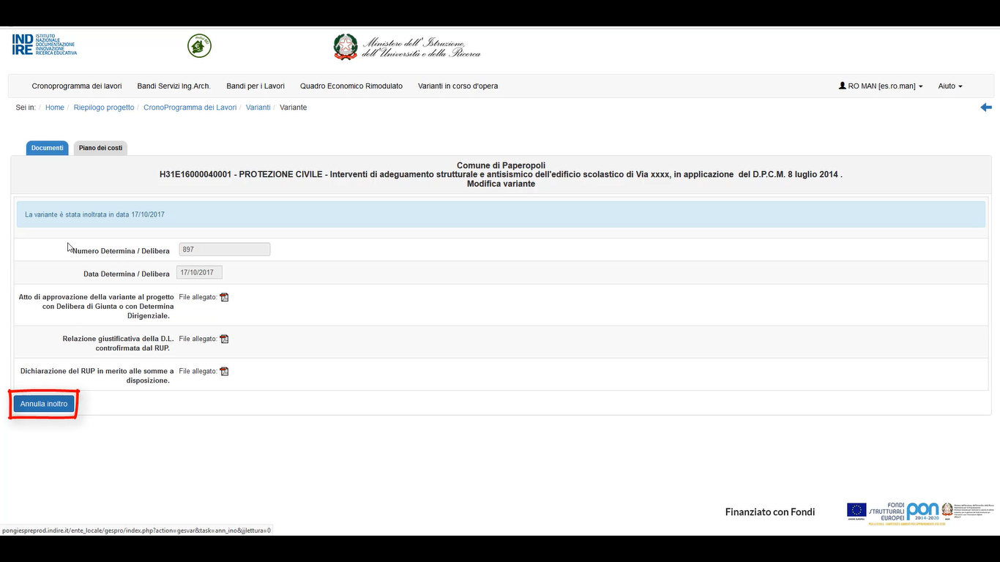 IND
IRE
ISTITUTO
NAZIONALE
DOCUMENTAZIONE
INNOVAZIONE
RICERCA EDUCATIVA
Ministero dell'Istruzione,
dell'Università e della Ricerca
Cronoprogramma dei lavori Bandi Servizi Ing.Arch. Bandi per i Lavori Quadro Economico Rimodulato Varianti in corso d'opera RO MAN [es.ro.man] Aiuto
Sei in: / Home / Riepilogo progetto / CronoProgramma dei Lavori / Varianti / Variante
Documenti Piano dei costi
Comune di Paperopoli
H31E16000040001 - PROTEZIONE CIVILE - Interventi di adeguamento strutturale e antisismico dell'edificio scolastico di Via xxxx, in applicazione del D.P.C.M. 8 luglio 2014 .
Modifica variante
La variante è stata inoltrata in data 17/10/2017
Numero Determina / Delibera 897
Data Determina / Delibera 17/10/2017
Atto di approvazione della variante al progetto File allegato:
con Delibera di Giunta o con Determina
Dirigenziale.
Relazione giustificativa della D.L. File allegato:
controfirmata dal RUP.
Dichiarazione del RUP in merito alle somme a File allegato:
disposizione.
Annulla inoltro
Finanziato con Fondi
FONDI
STRUTTURALI
EUROPEI
pon
2014-2020
pongiespreprod.indire.it/ente_locale/gespro/index.php?action=gesvar&task=ann_ino&jjlettura=0